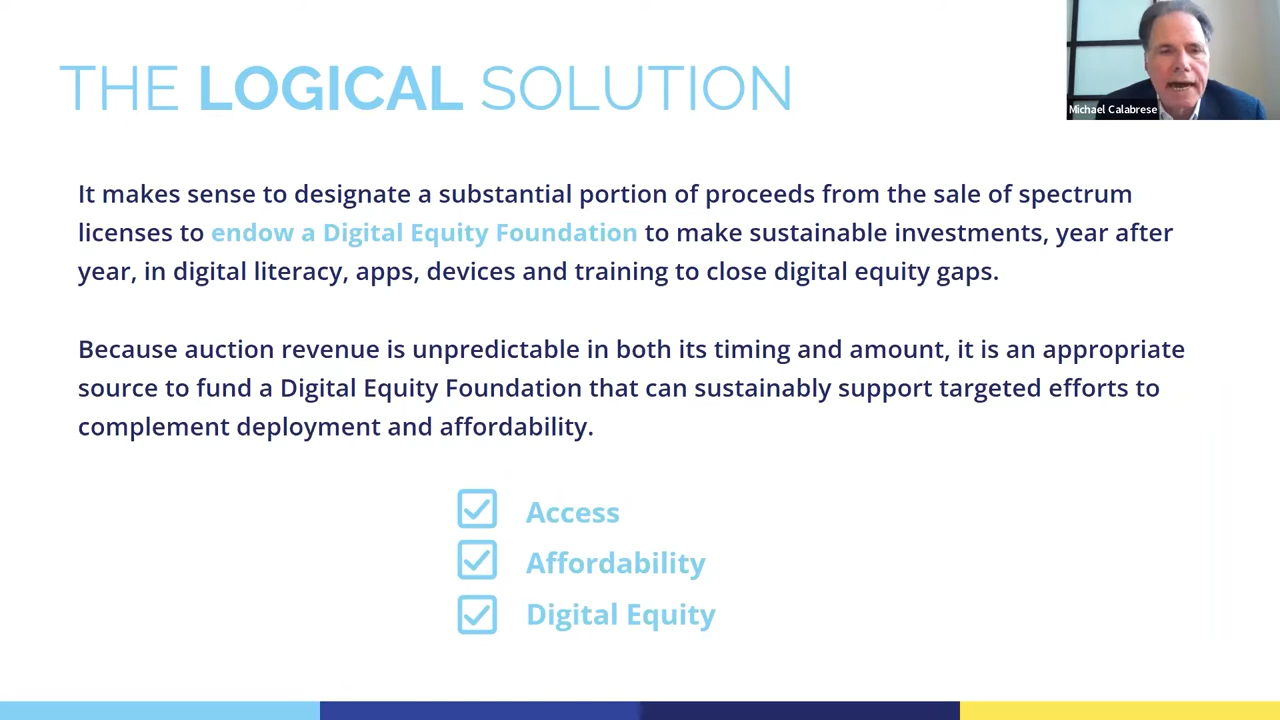 THE LOGICAL SOLUTION
Michael Calabrese
It makes sense to designate a substantial portion of proceeds from the sale of spectrum
licenses to endow a Digital Equity Foundation to make sustainable investments, year after
year, in digital literacy, apps, devices and training to close digital equity gaps.
Because auction revenue is unpredictable in both its timing and amount, it is an appropriate
source to fund a Digital Equity Foundation that can sustainably support targeted efforts to
complement deployment and affordability.
Access
Affordability
Digital Equity